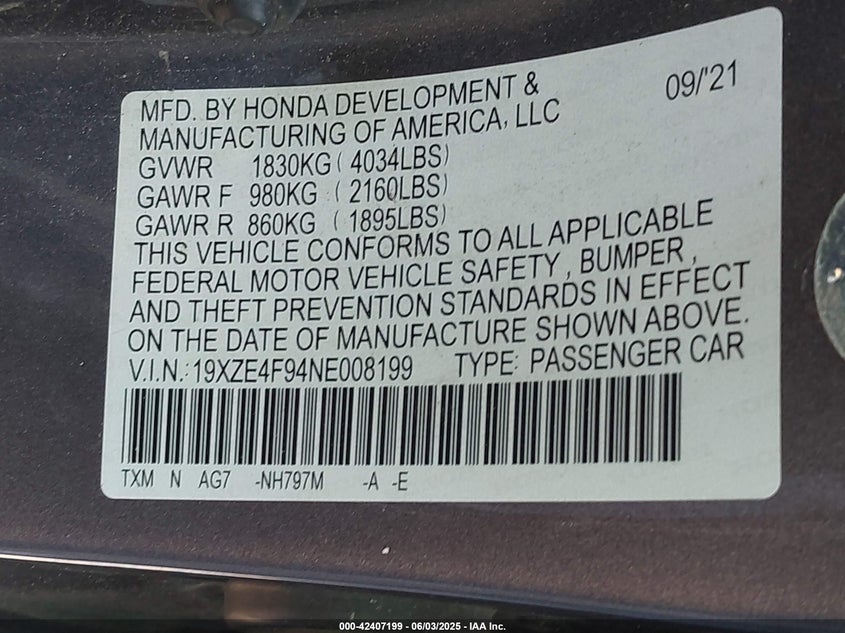 MFD. BY HONDA DEVELOPMENT &
MANUFACTURING OF AMERICA, LLC
09/'21
GVWR 1830KG ( 4034LBS)
GAWR F 980KG ( 2160LBS)
GAWR R 860KG ( 1895LBS)
THIS VEHICLE CONFORMS TO ALL APPLICABLE
FEDERAL MOTOR VEHICLE SAFETY , BUMPER ,
AND THEFT PREVENTION STANDARDS IN EFFECT
ON THE DATE OF MANUFACTURE SHOWN ABOVE.
V.I.N.: 19XZE4F94NE008199 TYPE: PASSENGER CAR
TXM N AG7 -NH797M -A -E
000-42407199 - 06/03/2025 - IAA Inc.